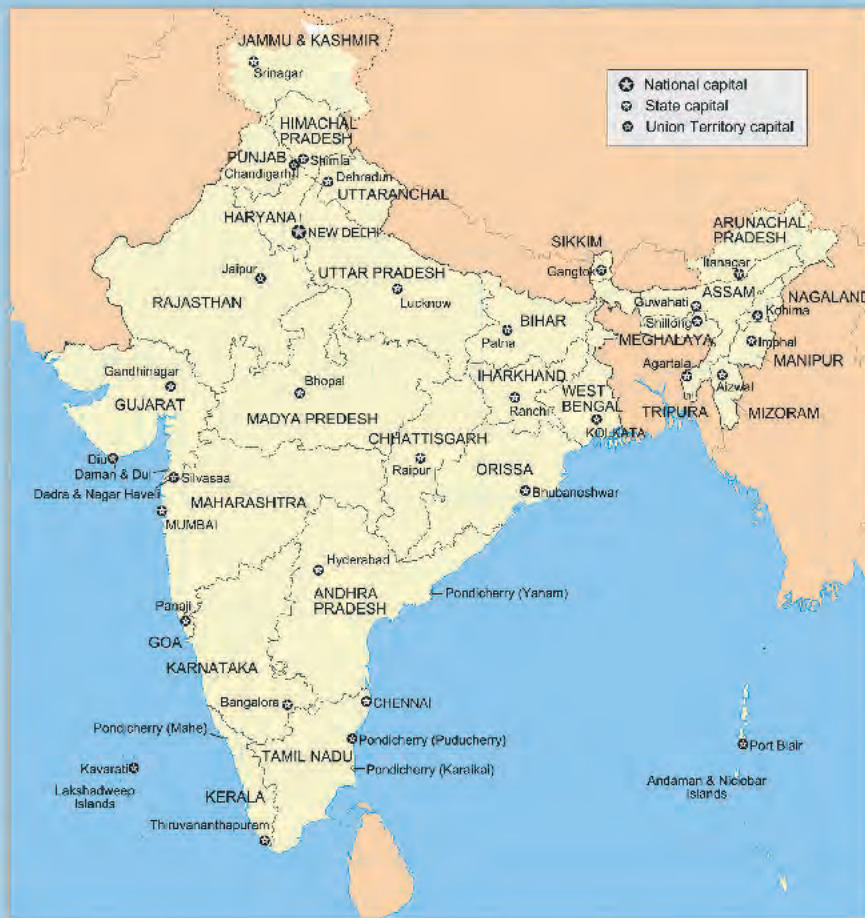 JAMMU & KASHMIR
Srinagar
National capital
State capital
Union Territory capital
HIMACHAL
PRADESH
PUNJAB
Shimla
Chandigarh
Dehradun
UTTARANCHAL
HARYANA
NEW DELHI
ARUNACHAL
PRADESH
SIKKIM
Itanagar
Gangtok
Jaipur
UTTAR PRADESH
RAJASTHAN
Lucknow
ASSAM
NAGALAND
Guwahati
Kohima
BIHAR
Shillong
Patna
MEGHALAYA
Imphal
MANIPUR
Agartala
Aizwal
Gandhinagar
Bhopal
IHARKHAND
WEST
BENGAL
GUJARAT
MADYA PREDESH
Ranchi
TRIPURA
MIZORAM
KOLKATA
CHHATTISGARH
Diu
Daman & Dui
Silvasaa
Raipur
ORISSA
Dadra & Nagar Haveli
MAHARASHTRA
Bhubaneshwar
MUMBAI
Hyderabad
ANDHRA
PRADESH
Pondicherry (Yanam)
Panaji
GOA
KARNATAKA
Bangalore
CHENNAI
Pondicherry (Mahe)
Pondicherry (Puducherry)
Port Blair
TAMIL NADU
Kavarati
Pondicherry (Karaikal)
Lakshadweep
Islands
Andaman & Niciobar
Islands
KERALA
Thiruvananthapuram